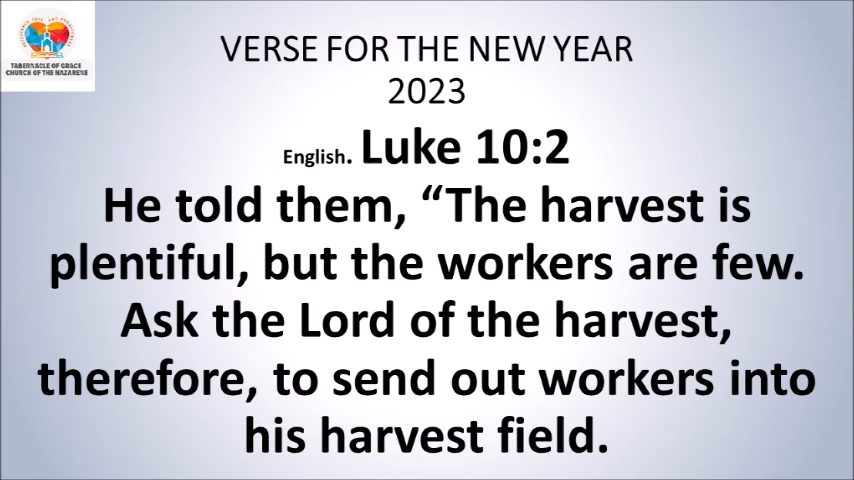 TABERNACLE OF GRACE
CHURCH OF THE NAZARENE
VERSE FOR THE NEW YEAR
2023
English. Luke 10:2
He told them, “The harvest is
plentiful, but the workers are few.
Ask the Lord of the harvest,
therefore, to send out workers into
his harvest field.